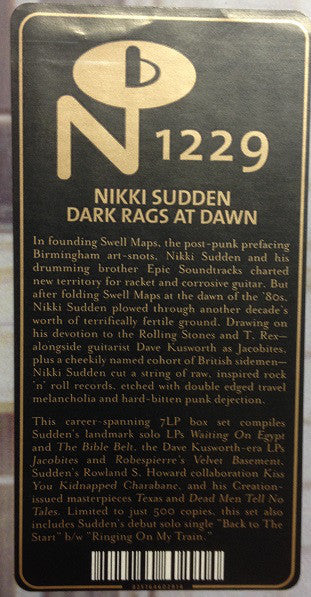 N b 1229
NIKKI SUDDEN
DARK RAGS AT DAWN
In founding Swell Maps, the post-punk prefacing
Birmingham art-snots, Nikki Sudden and his
drumming brother Epic Soundtracks charted
new territory for racket and corrosive guitar. But
after folding Swell Maps at the dawn of the '80s,
Nikki Sudden plowed through another decade's
worth of terrifically fertile ground. Drawing on
his devotion to the Rolling Stones and T. Rex—
alongside guitarist Dave Kusworth as Jacobites,
plus a cheekily named cohort of British sidemen—
Nikki Sudden cut a string of raw, inspired rock
'n' roll records, etched with double edged travel
melancholia and hard-bitten punk dejection.
This career-spanning 7LP box set compiles
Sudden's landmark solo LPs Waiting On Egypt
and The Bible Belt, the Dave Kusworth-era LPs
Jacobites and Robespierre's Velvet Basement,
Sudden's Rowland S. Howard collaboration Kiss
You Kidnapped Charabanc, and his Creation-
issued masterpieces Texas and Dead Men Tell No
Tales. Limited to just 500 copies, this set also
includes Sudden's debut solo single "Back to The
Start" b/w "Ringing On My Train."